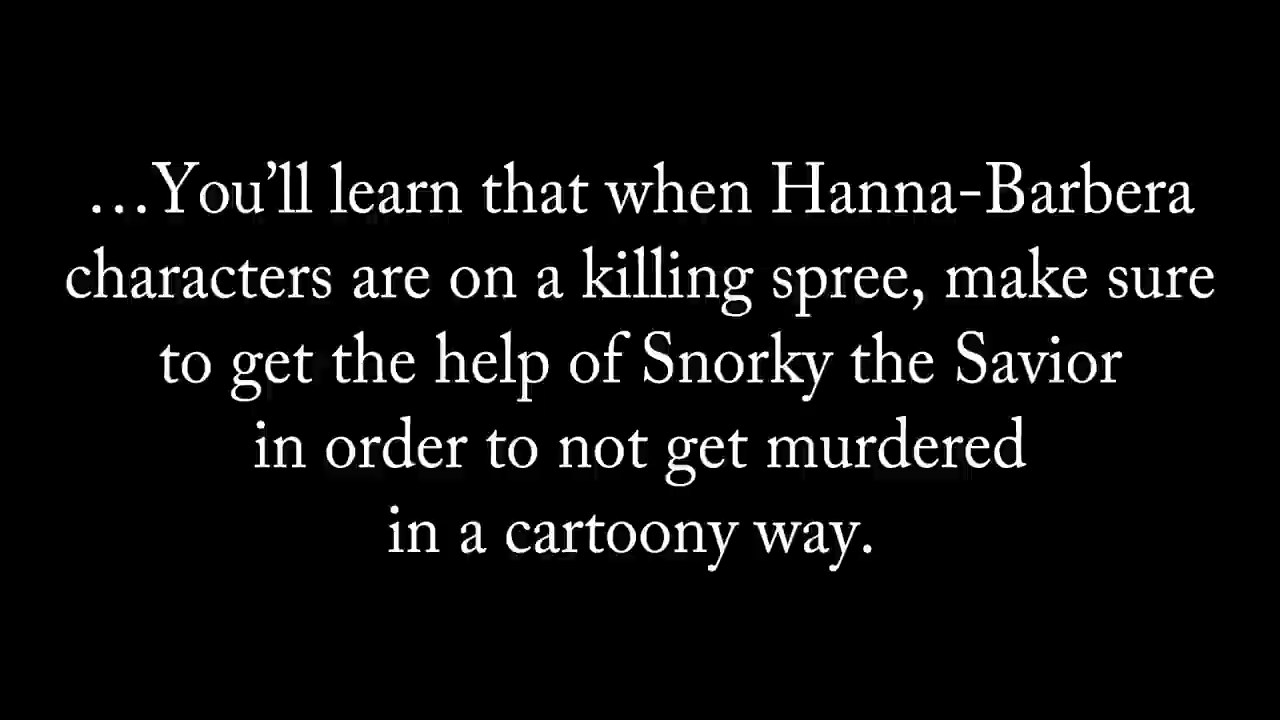 …You’ll learn that when Hanna-Barbera
characters are on a killing spree, make sure
to get the help of Snorky the Savior
in order to not get murdered
in a cartoony way.